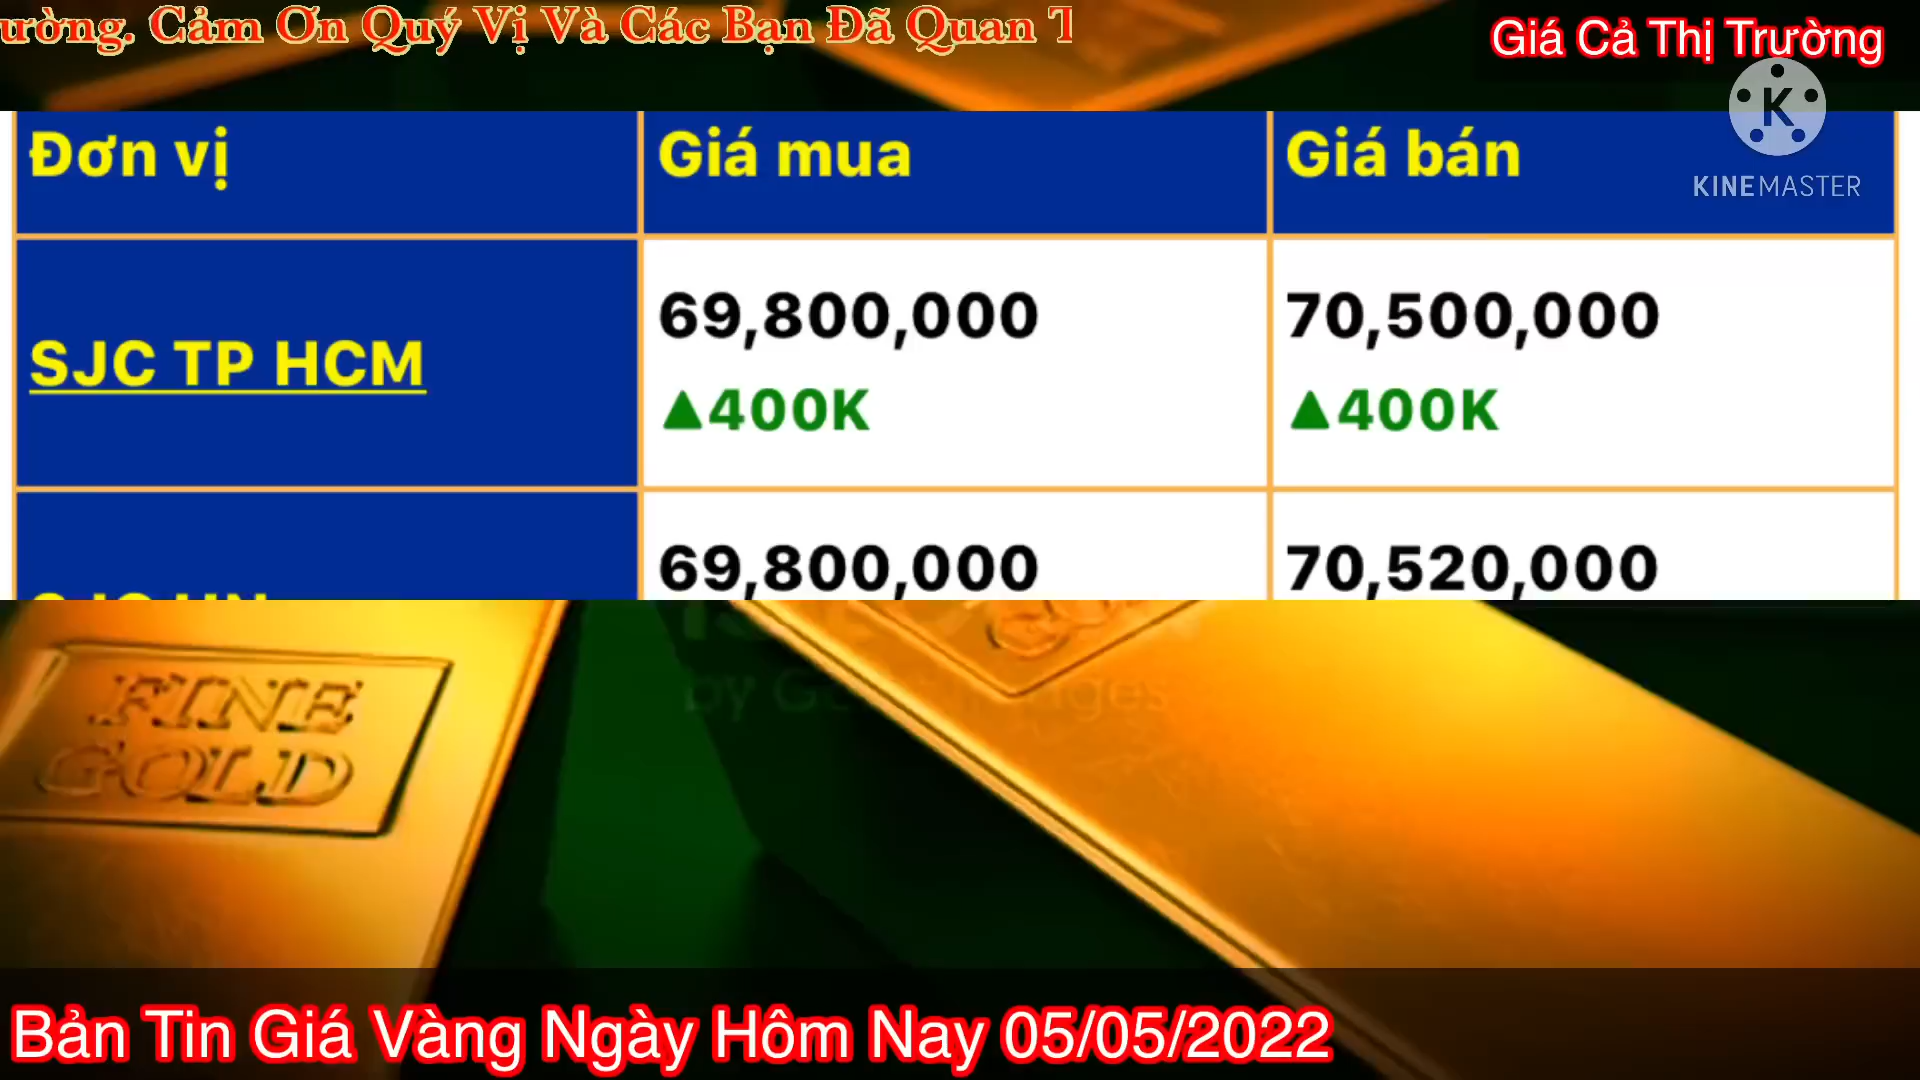 ường. Cảm Ơn Quý Vị Và Các Bạn Đã Quan T
Giá Cả Thị Trường
K
KINEMASTER
Đơn vị Giá mua Giá bán
69,800,000 70,500,000
SJC TP HCM
▲400K ▲400K
69,800,000 70,520,000
FINE
GOLD
Bản Tin Giá Vàng Ngày Hôm Nay 05/05/2022